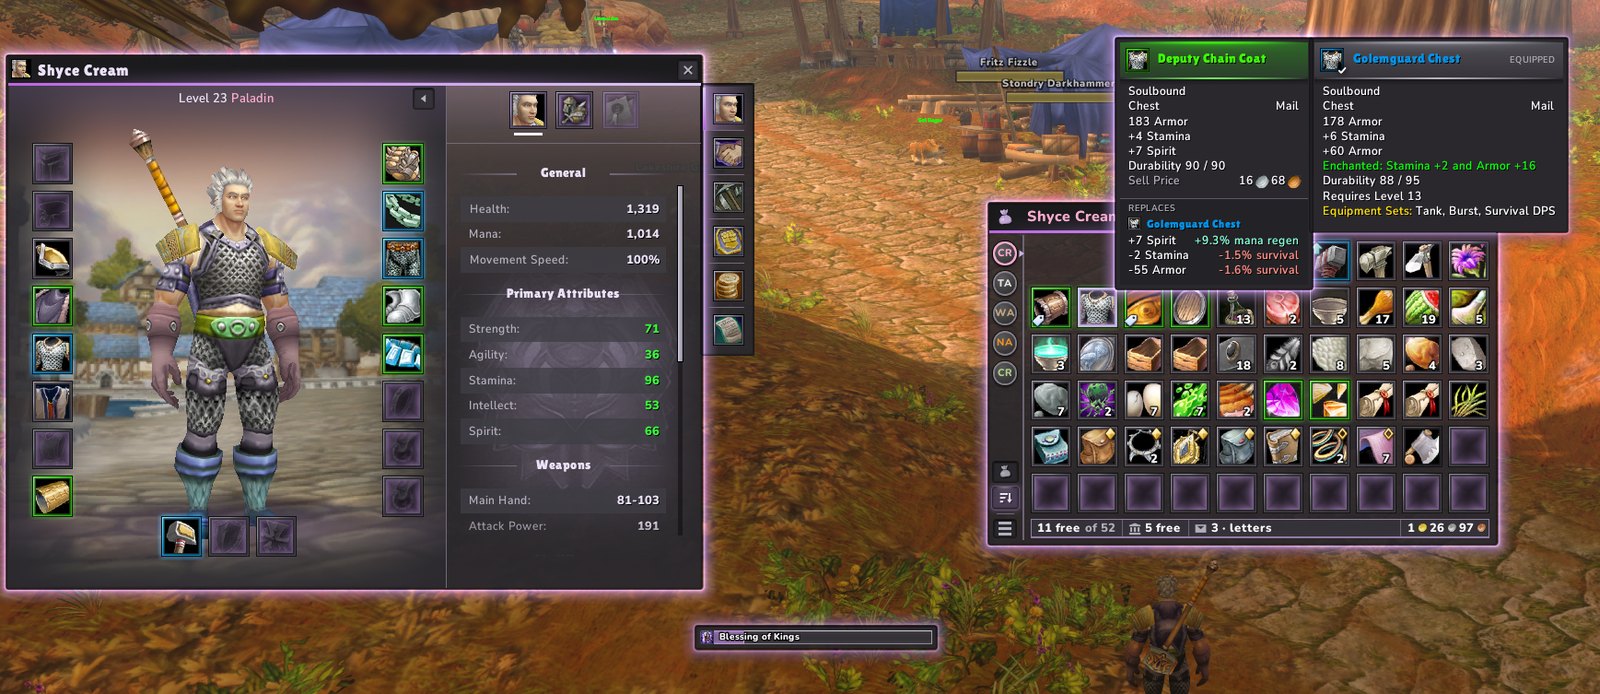 Shyce Cream
Level 23 Paladin
General
Health: 1,319
Mana: 1,014
Movement Speed: 100%
Primary Attributes
Strength: 71
Agility: 36
Stamina: 96
Intellect: 53
Spirit: 66
Weapons
Main Hand: 81-103
Attack Power: 191
Fritz Fizzle
Stondry Darkhammer
Deputy Chain Coat
Soulbound
Chest Mail
183 Armor
+4 Stamina
+7 Spirit
Durability 90 / 90
Sell Price 16 68
REPLACES
Golemguard Chest
+7 Spirit +9.3% mana regen
-2 Stamina -1.5% survival
-55 Armor -1.6% survival
Golemguard Chest EQUIPPED
Soulbound
Chest Mail
178 Armor
+6 Stamina
+60 Armor
Enchanted: Stamina +2 and Armor +16
Durability 88 / 95
Requires Level 13
Equipment Sets: Tank, Burst, Survival DPS
Shyce Cream
CR
TA
WA
NA
CR
13 2 5 17 19 5
3 18 2 8 5 4 3
7 2 7 7 2 2
2 2 7
11 free of 52 5 free 3 · letters 1 26 97
Blessing of Kings